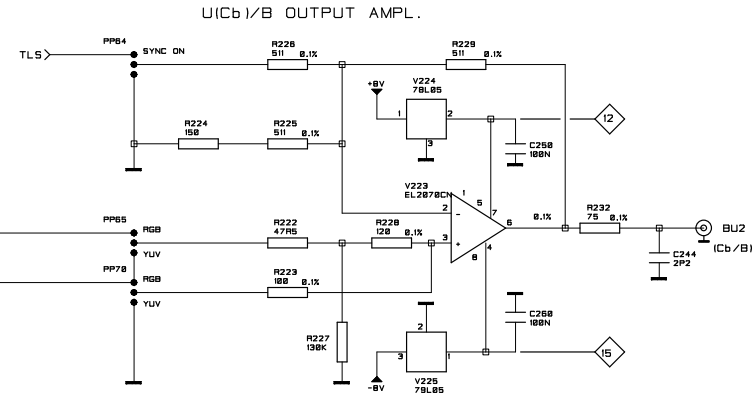 U(Cb)/B OUTPUT AMPL.
TLS
PP64
SYNC ON
R226
511 0.1%
R229
511 0.1%
+8V
V224
78L05
1
2
3
12
R224
150
R225
511 0.1%
C250
100N
V223
EL2070CN
1
5
7
2
-
3
+
6
8
4
0.1%
R232
75 0.1%
BU2
(Cb/B)
C244
2P2
PP65
RGB
YUV
R222
47R5
R228
120 0.1%
PP70
RGB
YUV
R223
100 0.1%
R227
130K
C260
100N
2
3
1
15
-8V
V225
79L05